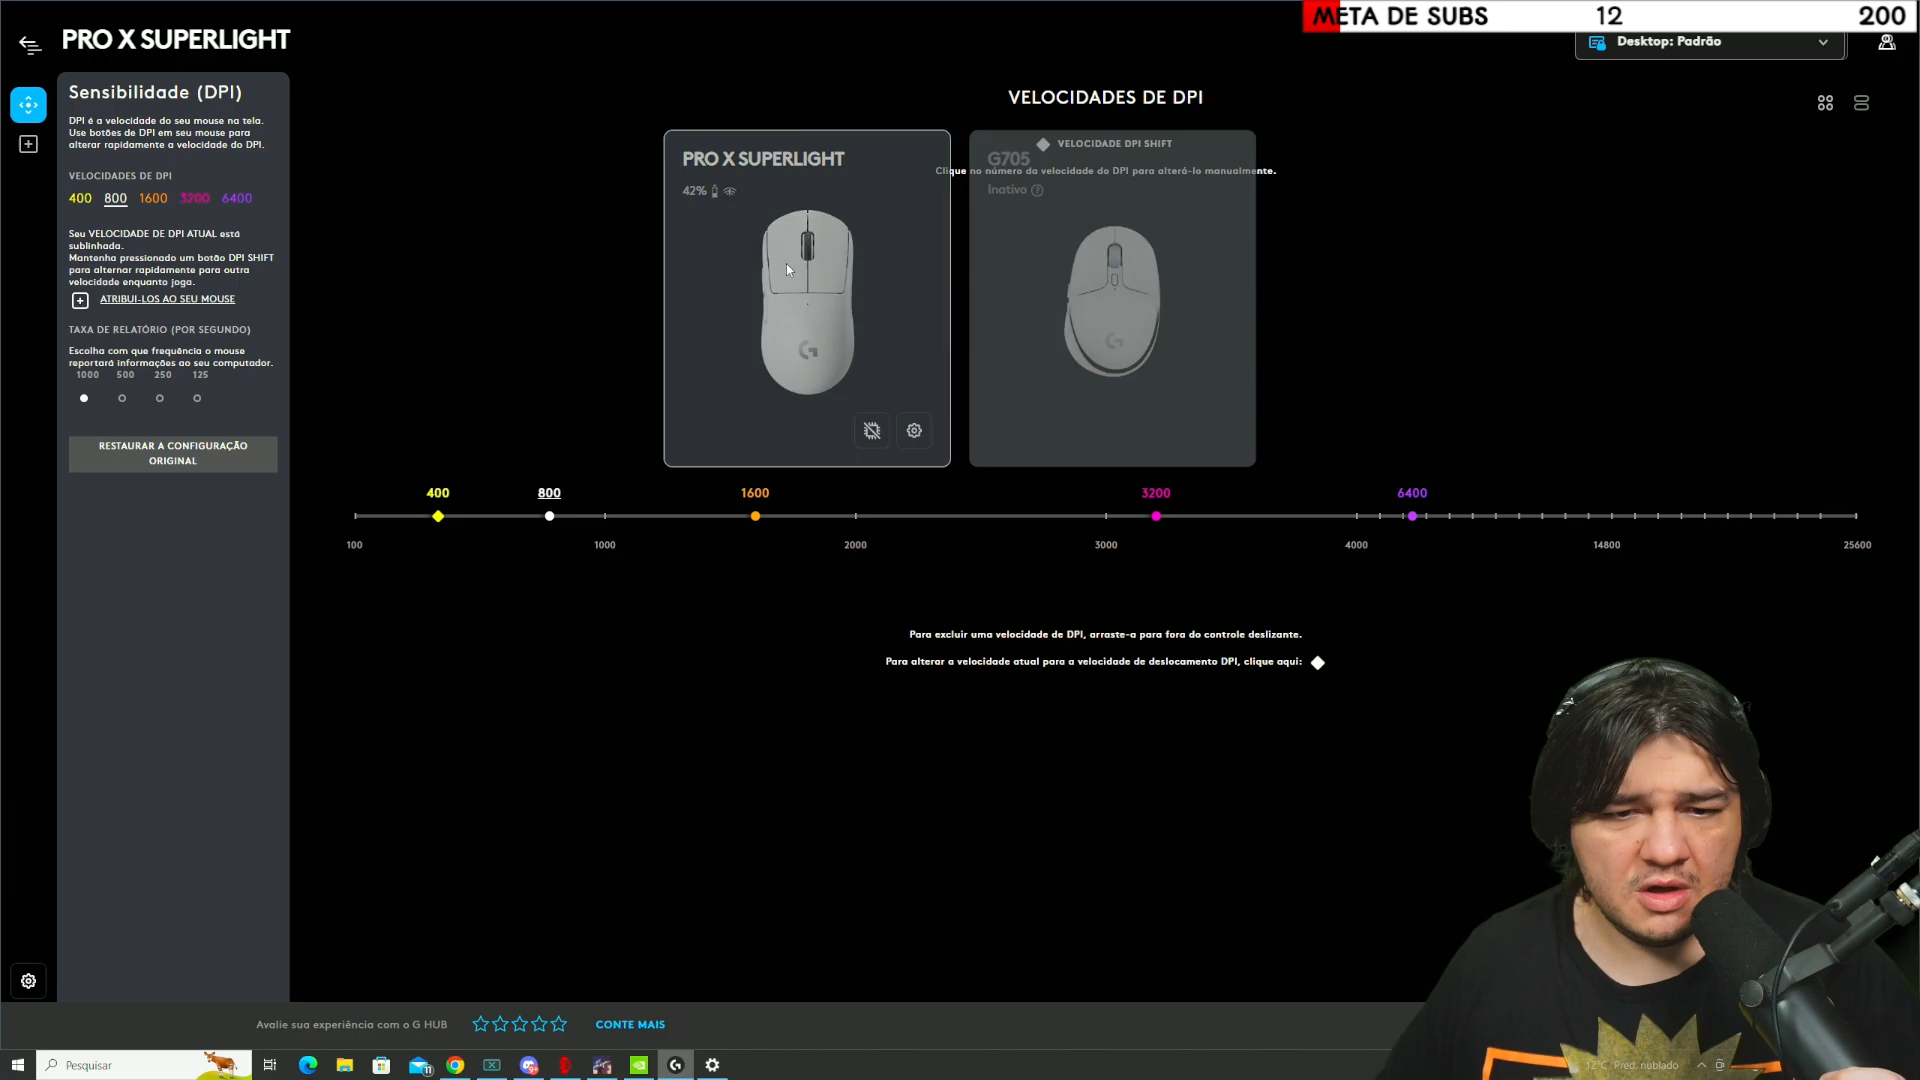 META DE SUBS 12 200
PRO X SUPERLIGHT
Desktop: Padrão
Sensibilidade (DPI)
DPI é a velocidade do seu mouse na tela.
Use botões de DPI em seu mouse para
alterar rapidamente a velocidade do DPI.
VELOCIDADES DE DPI
400 800 1600 3200 6400
Seu VELOCIDADE DE DPI ATUAL está
sublinhada.
Mantenha pressionado um botão DPI SHIFT
para alternar rapidamente para outra
velocidade enquanto joga.
ATRIBUI-LOS AO SEU MOUSE
TAXA DE RELATÓRIO (POR SEGUNDO)
Escolha com que frequência o mouse
reportará informações ao seu computador.
1000 500 250 125
RESTAURAR A CONFIGURAÇÃO
ORIGINAL
VELOCIDADES DE DPI
VELOCIDADE DPI SHIFT
Clique no número da velocidade do DPI para alterá-lo manualmente.
PRO X SUPERLIGHT
42%
G705
Inativo
400 800 1600 3200 6400
100 1000 2000 3000 4000 14800 25600
Para excluir uma velocidade de DPI, arraste-a para fora do controle deslizante.
Para alterar a velocidade atual para a velocidade de deslocamento DPI, clique aqui:
Avalie sua experiência com o G HUB
CONTE MAIS
Pesquisar
11
12°C Pred. nublado